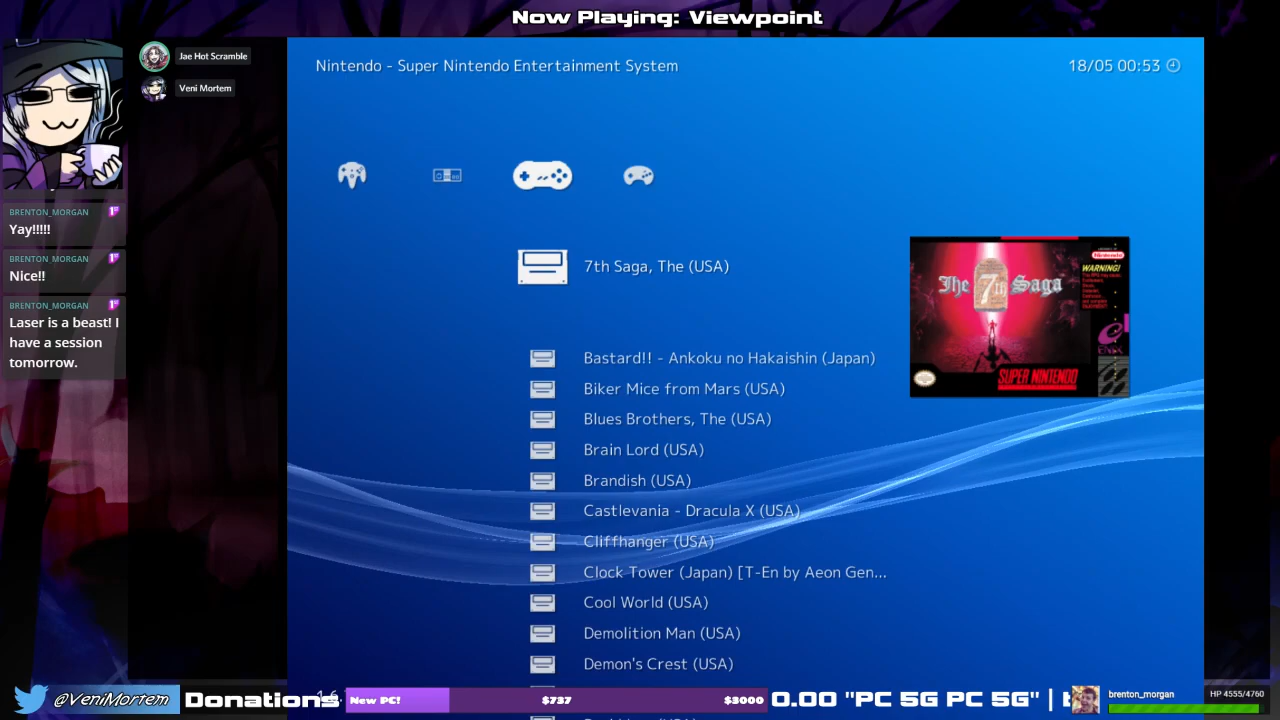 Now Playing: Viewpoint
Jae Hot Scramble
Veni Mortem
BRENTON_MORGAN
Yay!!!!!
BRENTON_MORGAN
Nice!!
BRENTON_MORGAN
Laser is a beast! I
have a session
tomorrow.
Nintendo - Super Nintendo Entertainment System
18/05 00:53
7th Saga, The (USA)
The 7th Saga
Nintendo
WARNING!
ENIX
SUPER NINTENDO
Bastard!! - Ankoku no Hakaishin (Japan)
Biker Mice from Mars (USA)
Blues Brothers, The (USA)
Brain Lord (USA)
Brandish (USA)
Castlevania - Dracula X (USA)
Cliffhanger (USA)
Clock Tower (Japan) [T-En by Aeon Gen...
Cool World (USA)
Demolition Man (USA)
Demon's Crest (USA)
@VeniMortem
Donations
New PC!
$737
$3000
0.00 "PC 5G PC 5G" |
brenton_morgan
HP 4555/4760